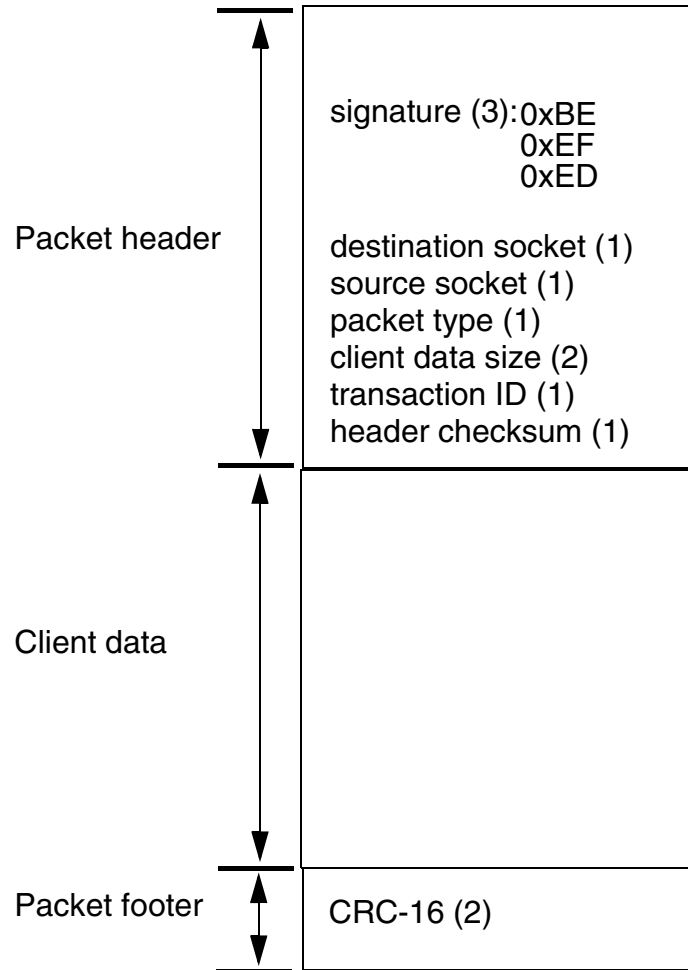 signature (3):0xBE
0xEF
0xED
Packet header
destination socket (1)
source socket (1)
packet type (1)
client data size (2)
transaction ID (1)
header checksum (1)
Client data
Packet footer
CRC-16 (2)